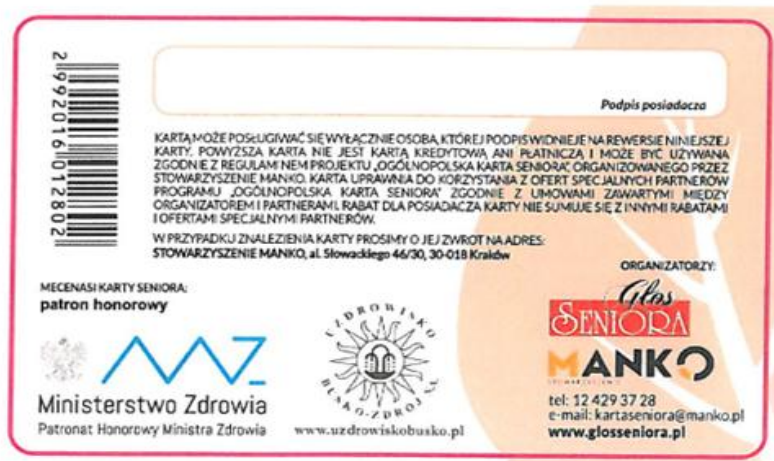 2 992016 012802
Podpis posiadacza
KARTĄ MOŻE POSŁUGIWAĆ SIĘ WYŁĄCZNIE OSOBA, KTÓREJ PODPIS WIDNIEJE NA REWERSIE NINIEJSZEJ
KARTY. POWYŻSZA KARTA NIE JEST KARTĄ KREDYTOWĄ ANI PŁATNICZĄ I MOŻE BYĆ UŻYWANA
ZGODNIE Z REGULAMINEM PROJEKTU „OGÓLNOPOLSKA KARTA SENIORA", ORGANIZOWANEGO PRZEZ
STOWARZYSZENIE MANKO. KARTA UPRAWNIA DO KORZYSTANIA Z OFERT SPECJALNYCH PARTNERÓW
PROGRAMU „OGÓLNOPOLSKA KARTA SENIORA" ZGODNIE Z UMOWAMI ZAWARTYMI MIĘDZY
ORGANIZATOREM I PARTNERAMI. RABAT DLA POSIADACZA KARTY NIE SUMUJE SIĘ Z INNYMI RABATAMI
I OFERTAMI SPECJALNYMI PARTNERÓW.
W PRZYPADKU ZNALEZIENIA KARTY PROSIMY O JEJ ZWROT NA ADRES:
STOWARZYSZENIE MANKO, al. Słowackiego 46/30, 30-018 Kraków
MECENASI KARTY SENIORA:
patron honorowy
Ministerstwo Zdrowia
Patronat Honorowy Ministra Zdrowia
UZDROWISKO
BUSKO-ZDRÓJ S.A.
www.uzdrowiskobusko.pl
ORGANIZATORZY:
Głos
SENIORA
MANKO
STOWARZYSZENIE
tel: 12 429 37 28
e-mail: kartaseniora@manko.pl
www.glosseniora.pl